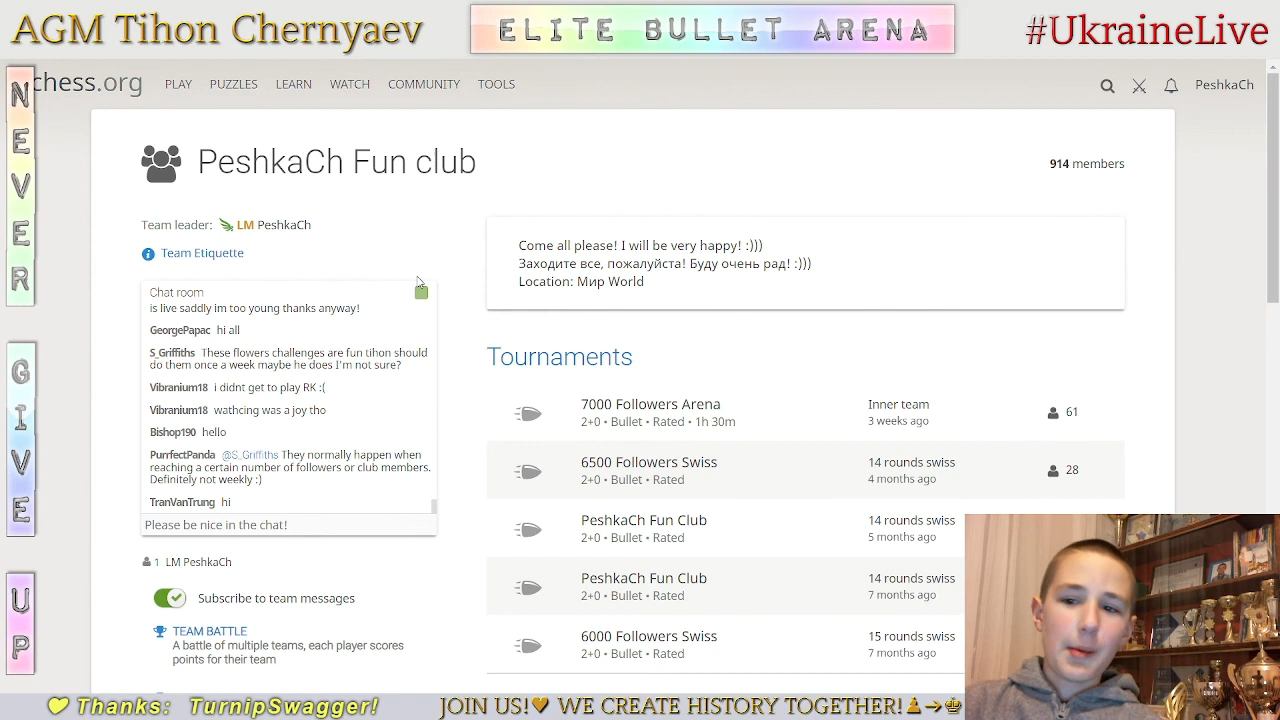 AGM Tihon Chernyaev
ELITE BULLET ARENA
#UkraineLive
NEVER
GIVE
UP
chess.org
PLAY
PUZZLES
LEARN
WATCH
COMMUNITY
TOOLS
PeshkaCh
PeshkaCh Fun club
914 members
Team leader: LM PeshkaCh
Team Etiquette
Come all please! I will be very happy! :)))
Заходите все, пожалуйста! Буду очень рад! :)))
Location: Мир World
Chat room
is live saddly im too young thanks anyway!
GeorgePapac hi all
S_Griffiths These flowers challenges are fun tihon should
do them once a week maybe he does I'm not sure?
Vibranium18 i didnt get to play RK :(
Vibranium18 wathcing was a joy tho
Bishop190 hello
PurrfectPanda @S_Griffiths They normally happen when
reaching a certain number of followers or club members.
Definitely not weekly :)
TranVanTrung hi
Please be nice in the chat!
1 LM PeshkaCh
Subscribe to team messages
TEAM BATTLE
A battle of multiple teams, each player scores
points for their team
Tournaments
7000 Followers Arena
2+0 • Bullet • Rated • 1h 30m
Inner team
3 weeks ago
61
6500 Followers Swiss
2+0 • Bullet • Rated
14 rounds swiss
4 months ago
28
PeshkaCh Fun Club
2+0 • Bullet • Rated
14 rounds swiss
5 months ago
PeshkaCh Fun Club
2+0 • Bullet • Rated
14 rounds swiss
7 months ago
6000 Followers Swiss
2+0 • Bullet • Rated
15 rounds swiss
7 months ago
Thanks: TurnipSwagger!
JOIN US! WE CREATE HISTORY TOGETHER!